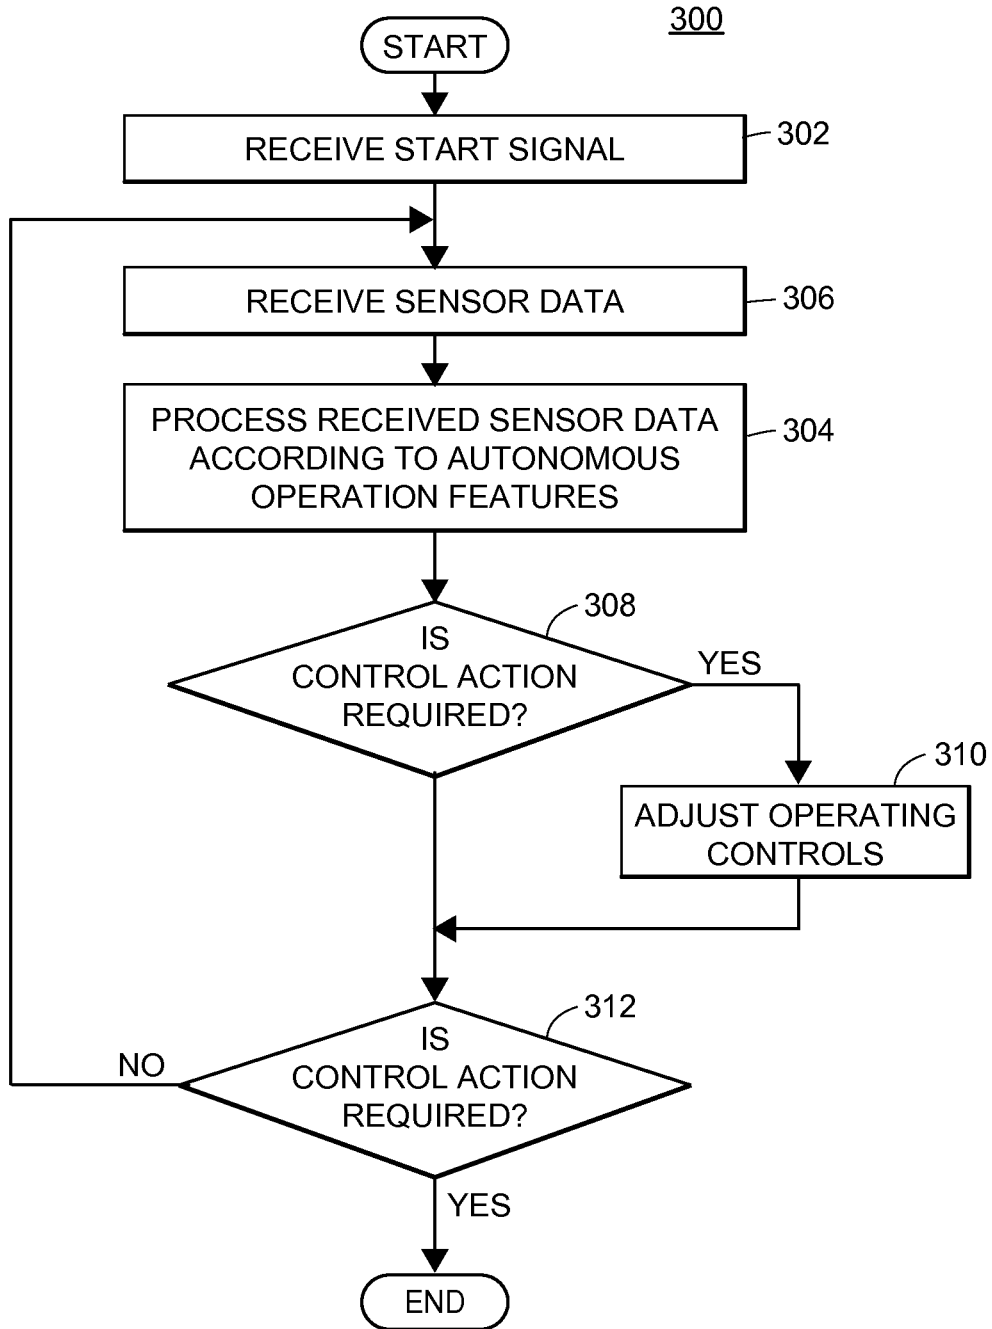 300
START
RECEIVE START SIGNAL
302
RECEIVE SENSOR DATA
306
PROCESS RECEIVED SENSOR DATA
ACCORDING TO AUTONOMOUS
OPERATION FEATURES
304
308
IS
CONTROL ACTION
REQUIRED?
YES
310
ADJUST OPERATING
CONTROLS
312
IS
CONTROL ACTION
REQUIRED?
NO
YES
END